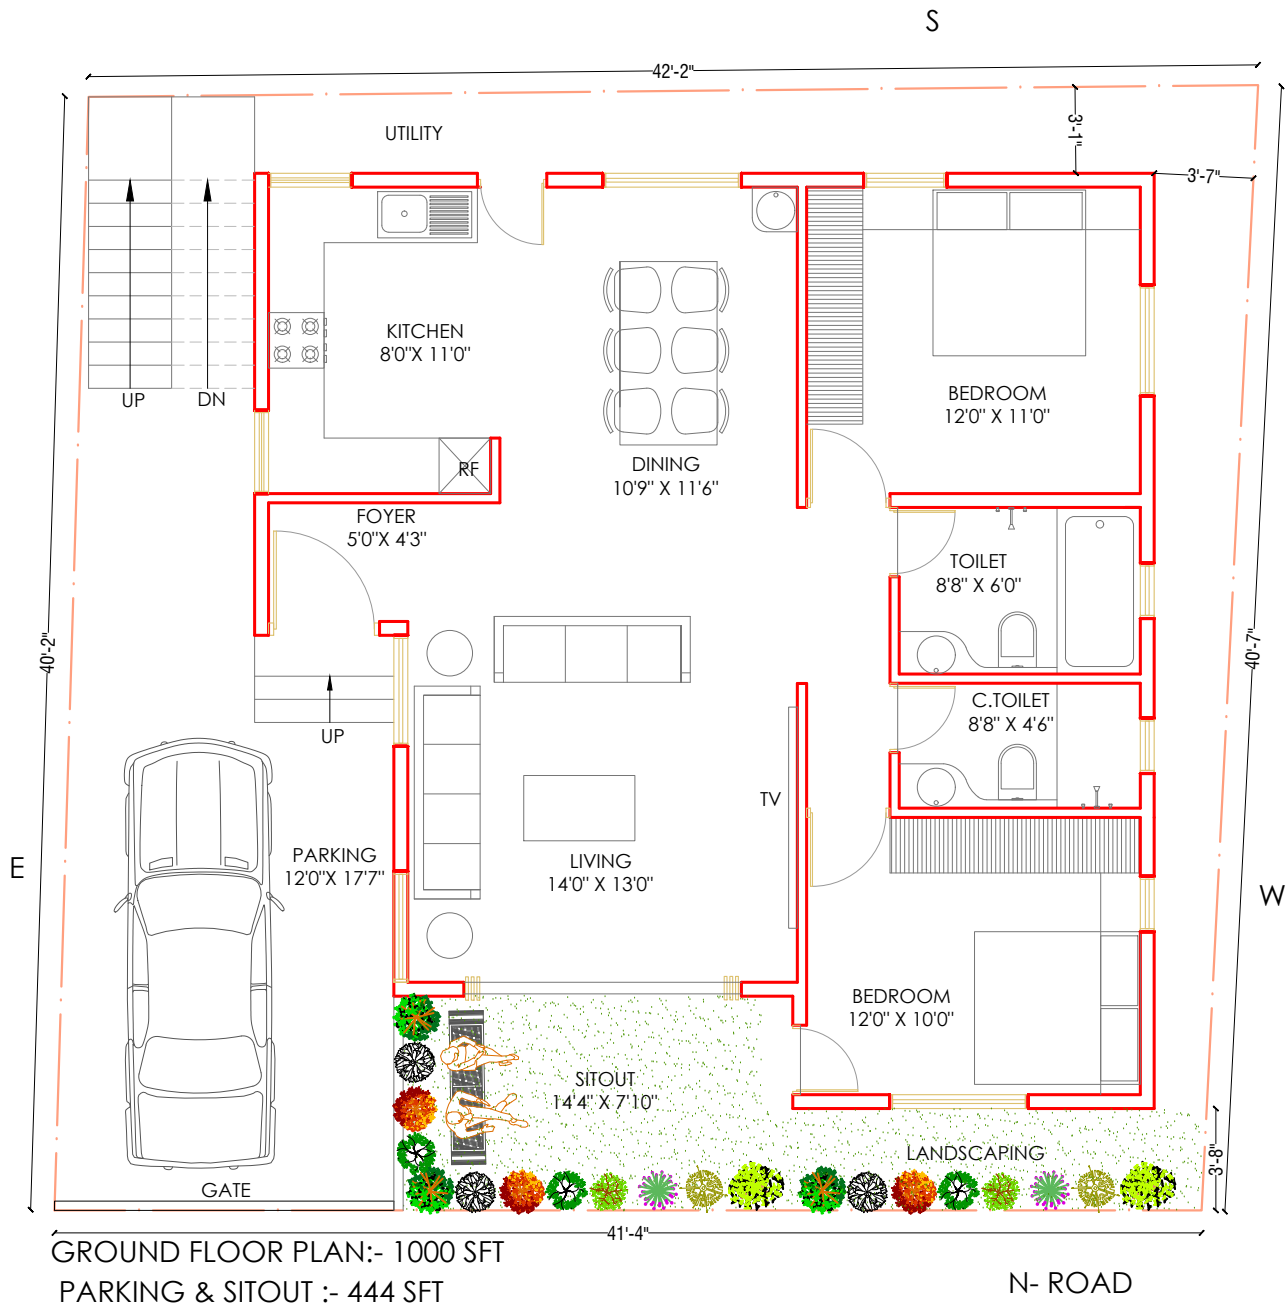 S
42'-2"
UTILITY
3'-1"
3'-7"
KITCHEN
8'0"X 11'0"
UP
DN
BEDROOM
12'0" X 11'0"
DINING
10'9" X 11'6"
RF
FOYER
5'0"X 4'3"
TOILET
8'8" X 6'0"
40'-2"
40'-7"
C.TOILET
8'8" X 4'6"
UP
TV
E
PARKING
12'0"X 17'7"
LIVING
14'0" X 13'0"
W
BEDROOM
12'0" X 10'0"
SITOUT
14'4" X 7'10"
LANDSCAPING
3'-8"
GATE
41'-4"
GROUND FLOOR PLAN:- 1000 SFT
PARKING & SITOUT :- 444 SFT
N- ROAD